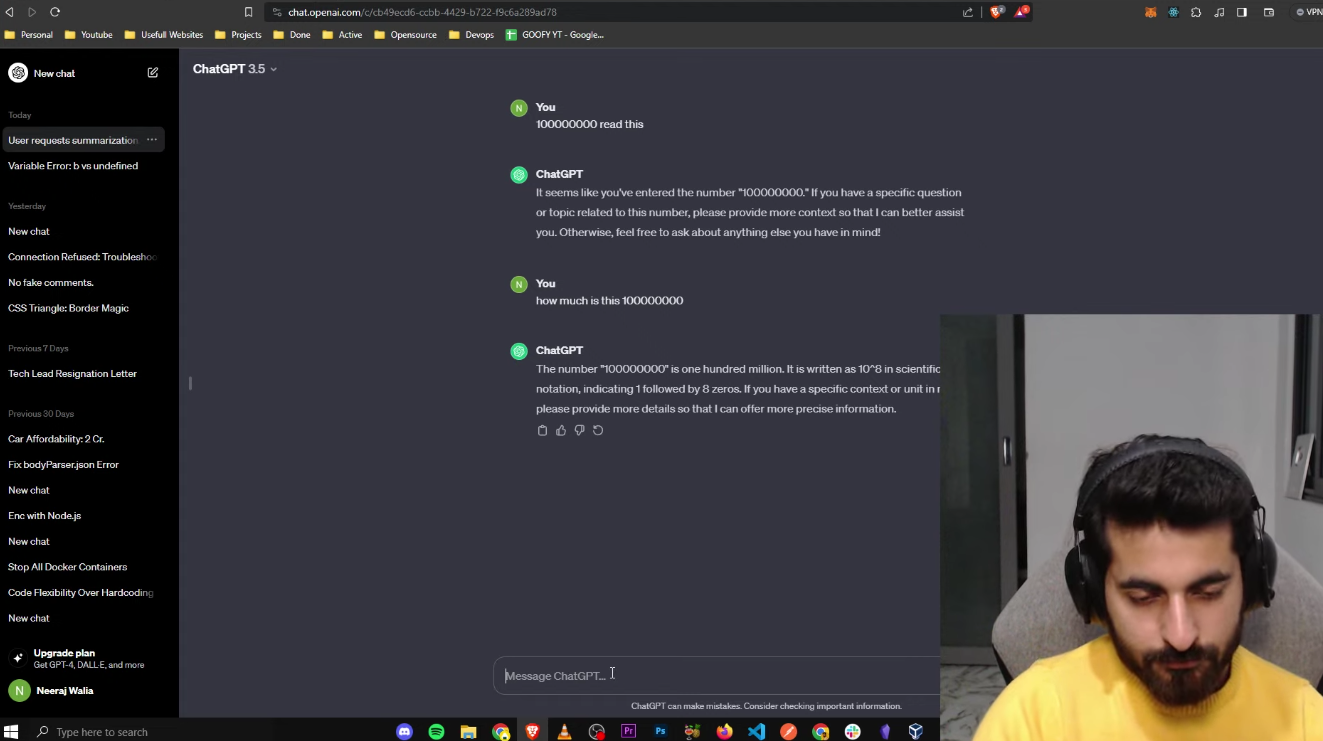 chat.openai.com/c/cb49ecd6-ccbb-4429-b722-f9c6a289ad78
2
3
VPN
Personal
Youtube
Usefull Websites
Projects
Done
Active
Opensource
Devops
GOOFY YT - Google...
New chat
ChatGPT 3.5
Today
User requests summarization
Variable Error: b vs undefined
Yesterday
New chat
Connection Refused: Troubleshoo
No fake comments.
CSS Triangle: Border Magic
Previous 7 Days
Tech Lead Resignation Letter
Previous 30 Days
Car Affordability: 2 Cr.
Fix bodyParser.json Error
New chat
Enc with Node.js
New chat
Stop All Docker Containers
Code Flexibility Over Hardcoding
New chat
Upgrade plan
Get GPT-4, DALL·E, and more
N
Neeraj Walia
N
You
100000000 read this
ChatGPT
It seems like you've entered the number "100000000." If you have a specific question
or topic related to this number, please provide more context so that I can better assist
you. Otherwise, feel free to ask about anything else you have in mind!
N
You
how much is this 100000000
ChatGPT
The number "100000000" is one hundred million. It is written as 10^8 in scientific
notation, indicating 1 followed by 8 zeros. If you have a specific context or unit in
please provide more details so that I can offer more precise information.
Message ChatGPT...
ChatGPT can make mistakes. Consider checking important information.
Type here to search
Pr
Ps